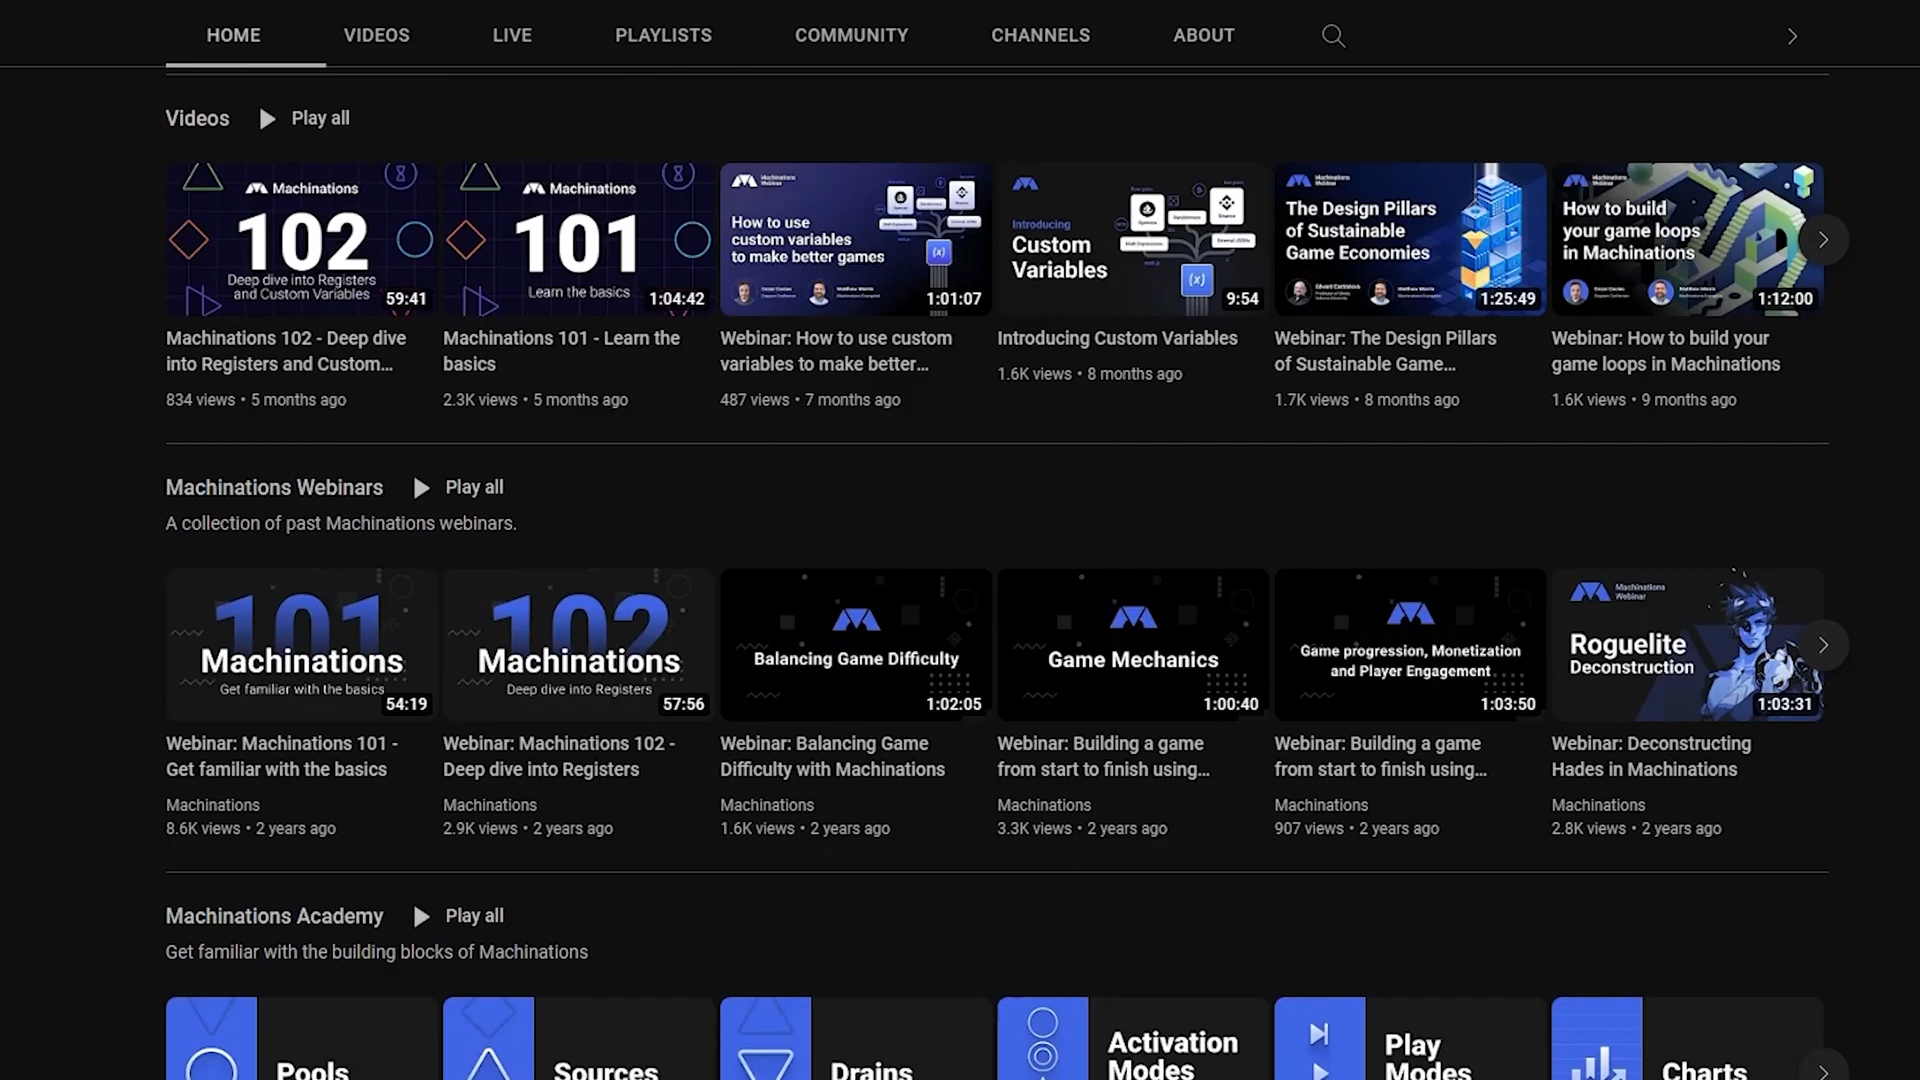 HOME VIDEOS LIVE PLAYLISTS COMMUNITY CHANNELS ABOUT
Videos Play all
Machinations
102
Deep dive into Registers
and Custom Variables
59:41
Machinations
101
Learn the basics
1:04:42
Machinations
Webinar
How to use
custom variables
to make better games
1:01:07
Introducing
Custom
Variables
(x)
9:54
Machinations
Webinar
The Design Pillars
of Sustainable
Game Economies
1:25:49
Machinations
Webinar
How to build
your game loops
in Machinations
1:12:00
Machinations 102 - Deep dive
into Registers and Custom...
834 views • 5 months ago
Machinations 101 - Learn the
basics
2.3K views • 5 months ago
Webinar: How to use custom
variables to make better...
487 views • 7 months ago
Introducing Custom Variables
1.6K views • 8 months ago
Webinar: The Design Pillars
of Sustainable Game...
1.7K views • 8 months ago
Webinar: How to build your
game loops in Machinations
1.6K views • 9 months ago
Machinations Webinars Play all
A collection of past Machinations webinars.
101
Machinations
Get familiar with the basics
54:19
102
Machinations
Deep dive into Registers
57:56
Balancing Game Difficulty
1:02:05
Game Mechanics
1:00:40
Game progression, Monetization
and Player Engagement
1:03:50
Machinations
Webinar
Roguelite
Deconstruction
1:03:31
Webinar: Machinations 101 -
Get familiar with the basics
Machinations
8.6K views • 2 years ago
Webinar: Machinations 102 -
Deep dive into Registers
Machinations
2.9K views • 2 years ago
Webinar: Balancing Game
Difficulty with Machinations
Machinations
1.6K views • 2 years ago
Webinar: Building a game
from start to finish using...
Machinations
3.3K views • 2 years ago
Webinar: Building a game
from start to finish using...
Machinations
907 views • 2 years ago
Webinar: Deconstructing
Hades in Machinations
Machinations
2.8K views • 2 years ago
Machinations Academy Play all
Get familiar with the building blocks of Machinations
Pools
Sources
Drains
Activation
Modes
Play
Modes
Charts